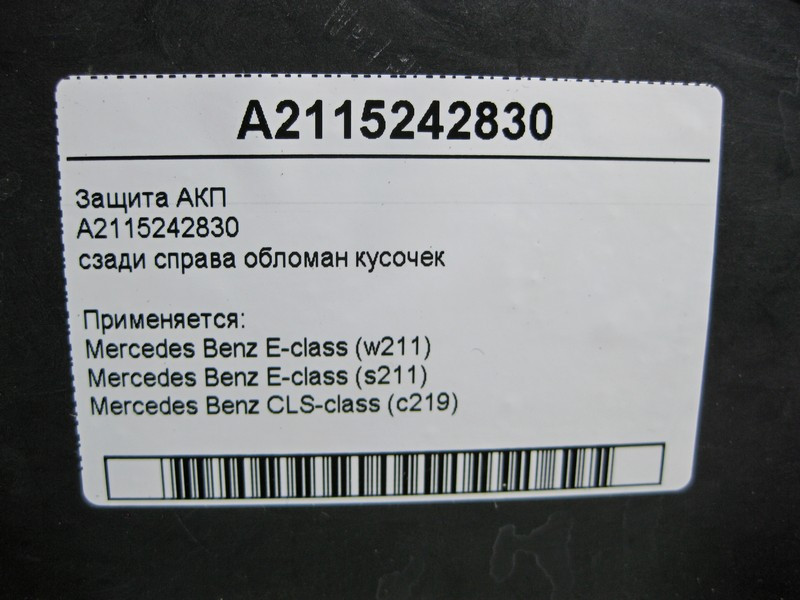 A2115242830
Защита АКП
A2115242830
сзади справа обломан кусочек
Применяется:
Mercedes Benz E-class (w211)
Mercedes Benz E-class (s211)
Mercedes Benz CLS-class (c219)